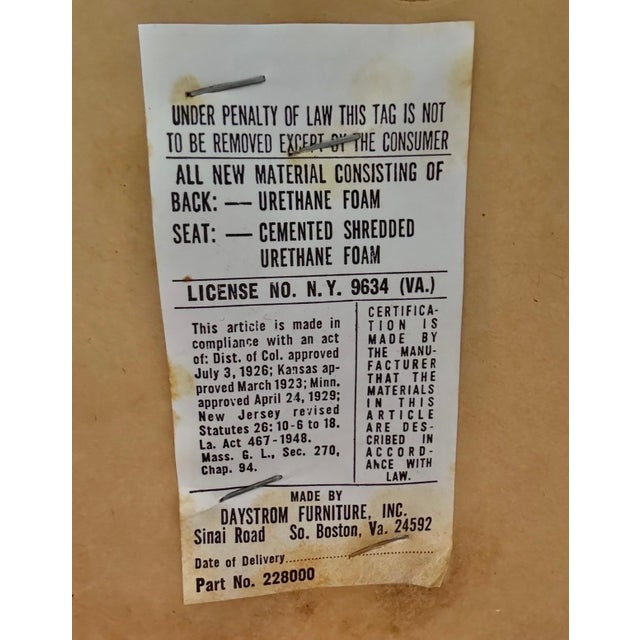 UNDER PENALTY OF LAW THIS TAG IS NOT
TO BE REMOVED EXCEPT BY THE CONSUMER
ALL NEW MATERIAL CONSISTING OF
BACK: — URETHANE FOAM
SEAT: — CEMENTED SHREDDED
URETHANE FOAM
LICENSE NO. N.Y. 9634 (VA.)
This article is made in
compliance with an act
of: Dist. of Col. approved
July 3, 1926; Kansas ap-
proved March 1923; Minn.
approved April 24, 1929;
New Jersey revised
Statutes 26: 10-6 to 18.
La. Act 467-1948.
Mass. G. L., Sec. 270,
Chap. 94.
CERTIFICA-
TION IS
MADE BY
THE MANU-
FACTURER
THAT THE
MATERIALS
IN THIS
ARTICLE
ARE DES-
CRIBED IN
ACCORD-
ANCE WITH
LAW.
MADE BY
DAYSTROM FURNITURE, INC.
Sinai Road So. Boston, Va. 24592
Date of Delivery..............................
Part No. 228000